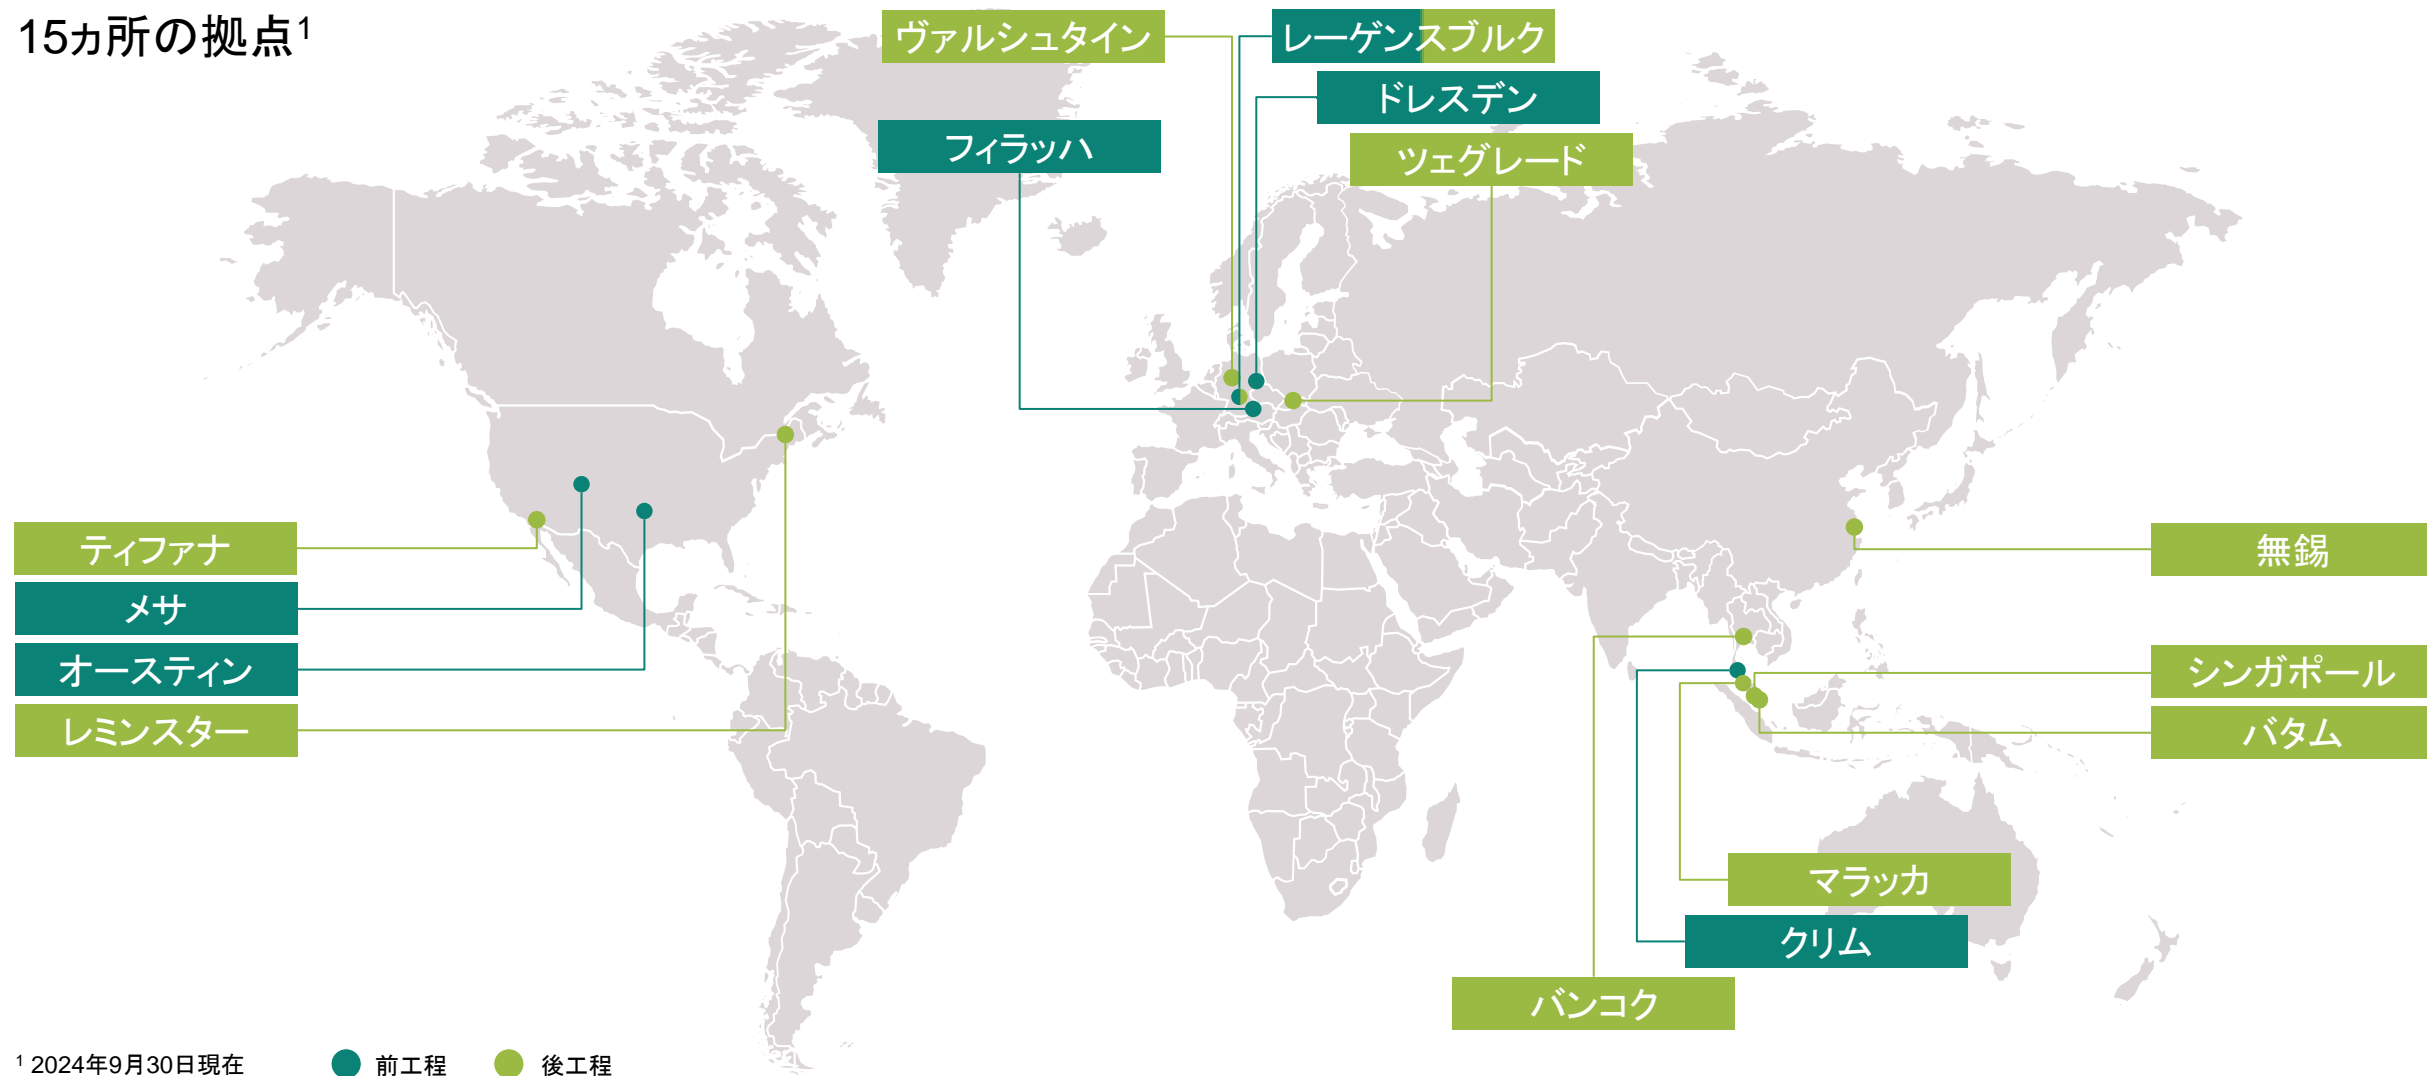 15ヵ所の拠点¹
ヴァルシュタイン
レーゲンスブルク
ドレスデン
フィラッハ
ツェグレード
ティファナ
メサ
オースティン
レミンスター
無錫
シンガポール
バタム
マラッカ
クリム
バンコク
¹ 2024年9月30日現在
前工程
後工程